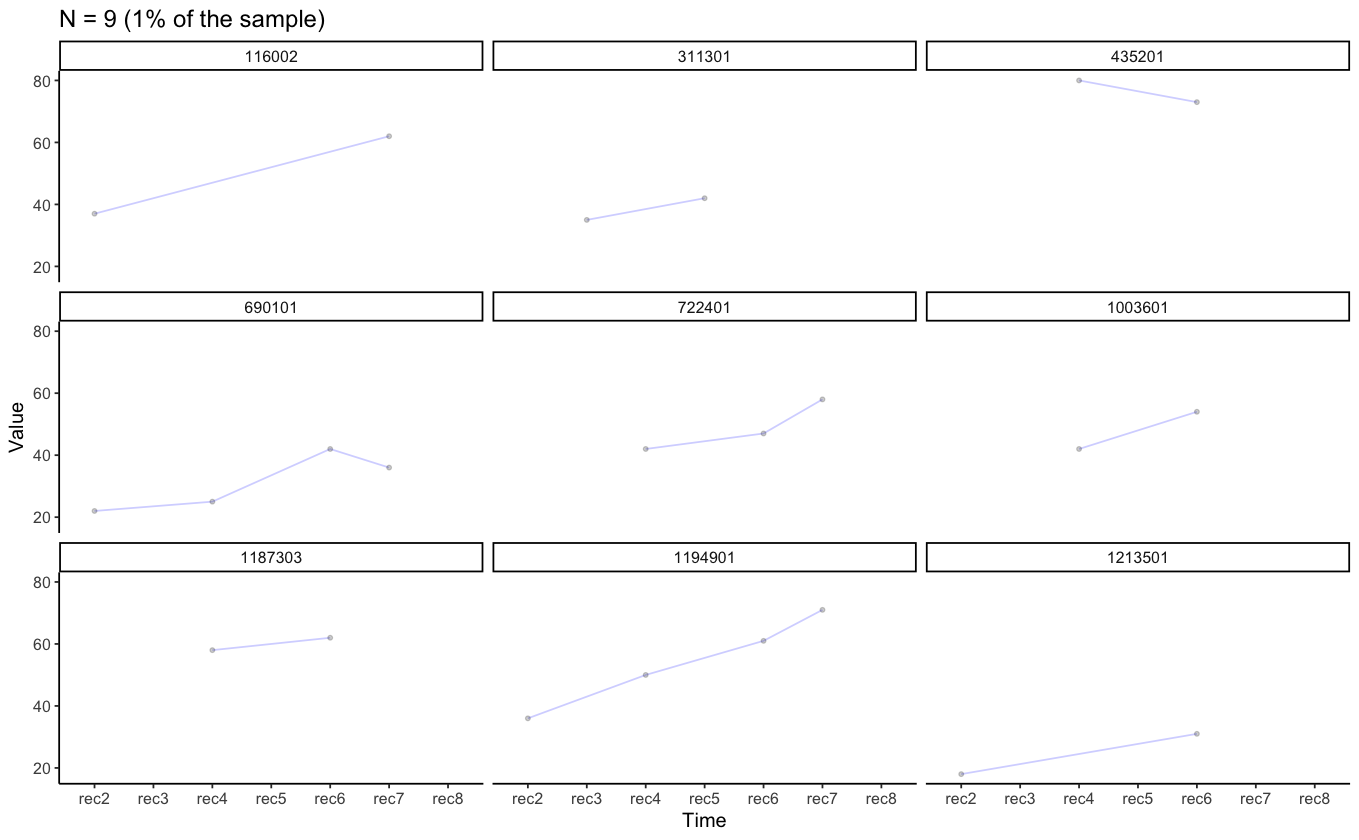 N = 9 (1% of the sample)
116002 311301 435201
80
60
40
20
690101 722401 1003601
80
60
40
20
Value
1187303 1194901 1213501
80
60
40
20
rec2 rec3 rec4 rec5 rec6 rec7 rec8 rec2 rec3 rec4 rec5 rec6 rec7 rec8 rec2 rec3 rec4 rec5 rec6 rec7 rec8
Time